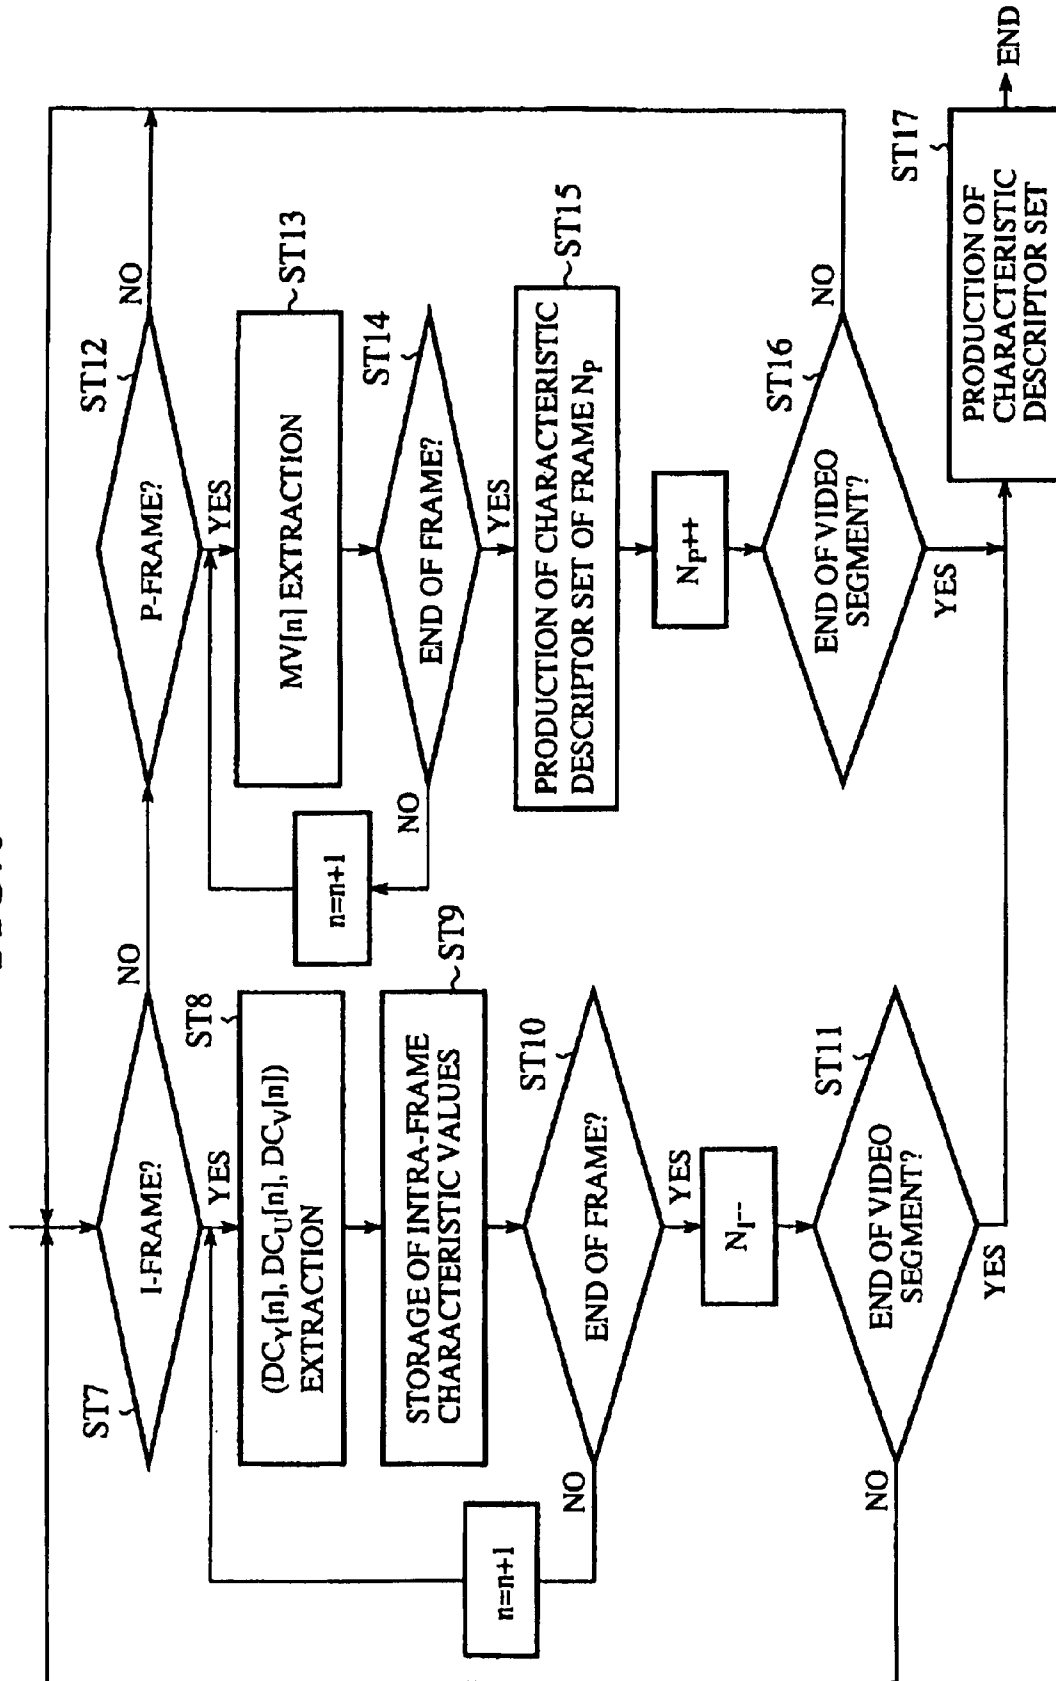 I-FRAME?
ST7
NO
YES
(DCY[n], DCU[n], DCV[n])
EXTRACTION
ST8
STORAGE OF INTRA-FRAME
CHARACTERISTIC VALUES
ST9
n=n+1
END OF FRAME?
ST10
NO
YES
NI--
END OF VIDEO
SEGMENT?
ST11
NO
YES
P-FRAME?
ST12
NO
YES
MV[n] EXTRACTION
ST13
n=n+1
END OF FRAME?
ST14
NO
YES
PRODUCTION OF CHARACTERISTIC
DESCRIPTOR SET OF FRAME NP
ST15
NP++
END OF VIDEO
SEGMENT?
ST16
NO
YES
PRODUCTION OF
CHARACTERISTIC
DESCRIPTOR SET
ST17
END